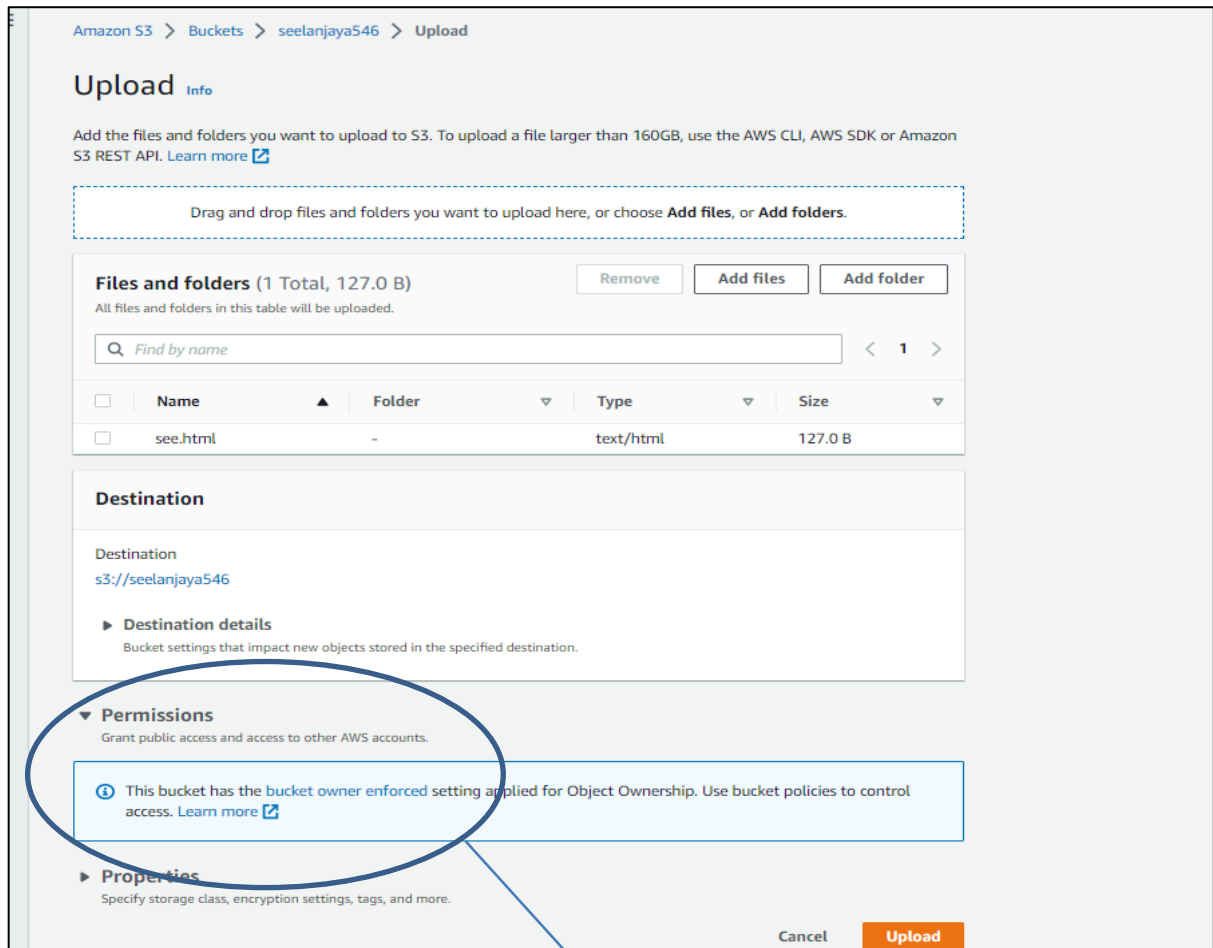 Amazon S3 > Buckets > seelanjaya546 > Upload
Upload Info
Add the files and folders you want to upload to S3. To upload a file larger than 160GB, use the AWS CLI, AWS SDK or Amazon
S3 REST API. Learn more
Drag and drop files and folders you want to upload here, or choose Add files, or Add folders.
Files and folders (1 Total, 127.0 B)
Remove Add files Add folder
All files and folders in this table will be uploaded.
Find by name
< 1 >
Name Folder Type Size
see.html - text/html 127.0 B
Destination
Destination
s3://seelanjaya546
Destination details
Bucket settings that impact new objects stored in the specified destination.
Permissions
Grant public access and access to other AWS accounts.
This bucket has the bucket owner enforced setting applied for Object Ownership. Use bucket policies to control
access. Learn more
Properties
Specify storage class, encryption settings, tags, and more.
Cancel Upload